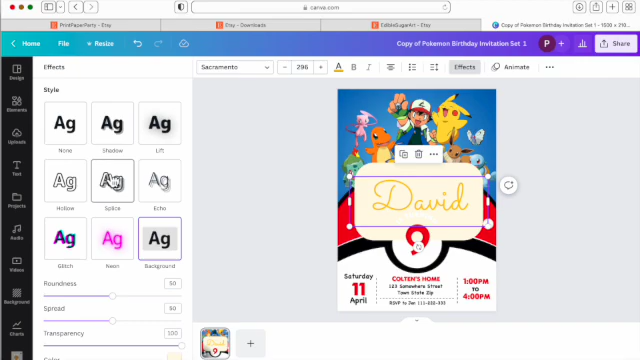 canva.com
PrintPaperParty - Etsy
Etsy - Downloads
EdibleSugarArt - Etsy
Copy of Pokemon Birthday Invitation Set 1 - 1500 × 210...
Home
File
Resize
Copy of Pokemon Birthday Invitation Set 1
P
Share
Effects
Sacramento
296
A
B
I
Effects
Animate
Design
Elements
Uploads
Text
Projects
Audio
Videos
Background
Charts
Style
Ag
Ag
Ag
None
Shadow
Lift
Ag
Ag
Ag
Hollow
Splice
Echo
Ag
Ag
Ag
Glitch
Neon
Background
Roundness
50
Spread
50
Transparency
100
Color
David
9
Saturday
11
April
COLTEN'S HOME
123 Somewhere Street
Town State Zip
RSVP to Jen 111-222-333
1:00PM
TO
4:00PM
David
9